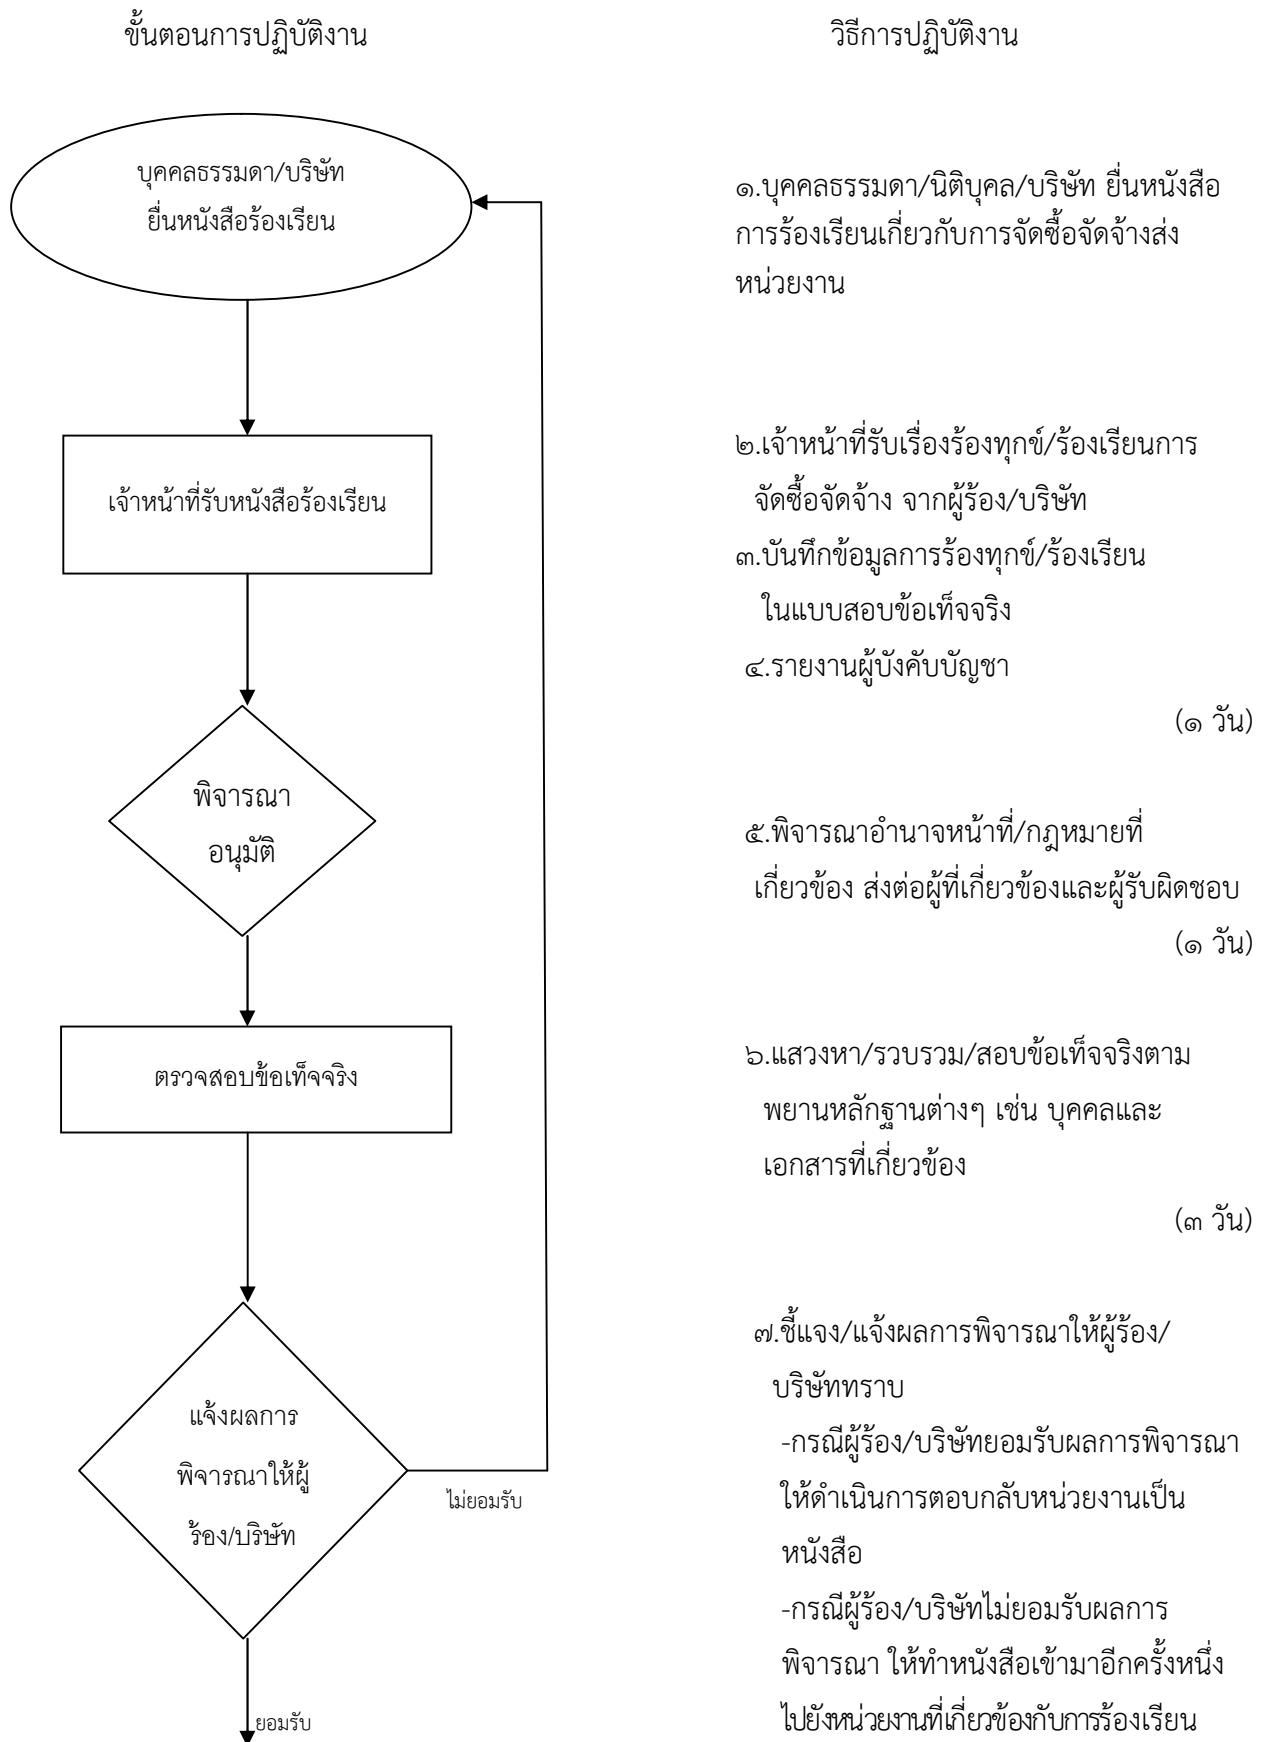 ขั้นตอนการปฏิบัติงาน
วิธีการปฏิบัติงาน
บุคคลธรรมดา/บริษัท
ยื่นหนังสือร้องเรียน
๑.บุคคลธรรมดา/นิติบุคล/บริษัท ยื่นหนังสือ
การร้องเรียนเกี่ยวกับการจัดซื้อจัดจ้างส่ง
หน่วยงาน
เจ้าหน้าที่รับหนังสือร้องเรียน
๒.เจ้าหน้าที่รับเรื่องร้องทุกข์/ร้องเรียนการ
จัดซื้อจัดจ้าง จากผู้ร้อง/บริษัท
๓.บันทึกข้อมูลการร้องทุกข์/ร้องเรียน
ในแบบสอบข้อเท็จจริง
๔.รายงานผู้บังคับบัญชา
(๑ วัน)
พิจารณา
อนุมัติ
๕.พิจารณาอำนาจหน้าที่/กฎหมายที่
เกี่ยวข้อง ส่งต่อผู้ที่เกี่ยวข้องและผู้รับผิดชอบ
(๑ วัน)
ตรวจสอบข้อเท็จจริง
๖.แสวงหา/รวบรวม/สอบข้อเท็จจริงตาม
พยานหลักฐานต่างๆ เช่น บุคคลและ
เอกสารที่เกี่ยวข้อง
(๓ วัน)
แจ้งผลการ
พิจารณาให้ผู้
ร้อง/บริษัท
ไม่ยอมรับ
ยอมรับ
๗.ชี้แจง/แจ้งผลการพิจารณาให้ผู้ร้อง/
บริษัททราบ
-กรณีผู้ร้อง/บริษัทยอมรับผลการพิจารณา
ให้ดำเนินการตอบกลับหน่วยงานเป็น
หนังสือ
-กรณีผู้ร้อง/บริษัทไม่ยอมรับผลการ
พิจารณา ให้ทำหนังสือเข้ามาอีกครั้งหนึ่ง
ไปยังหน่วยงานที่เกี่ยวข้องกับการร้องเรียน